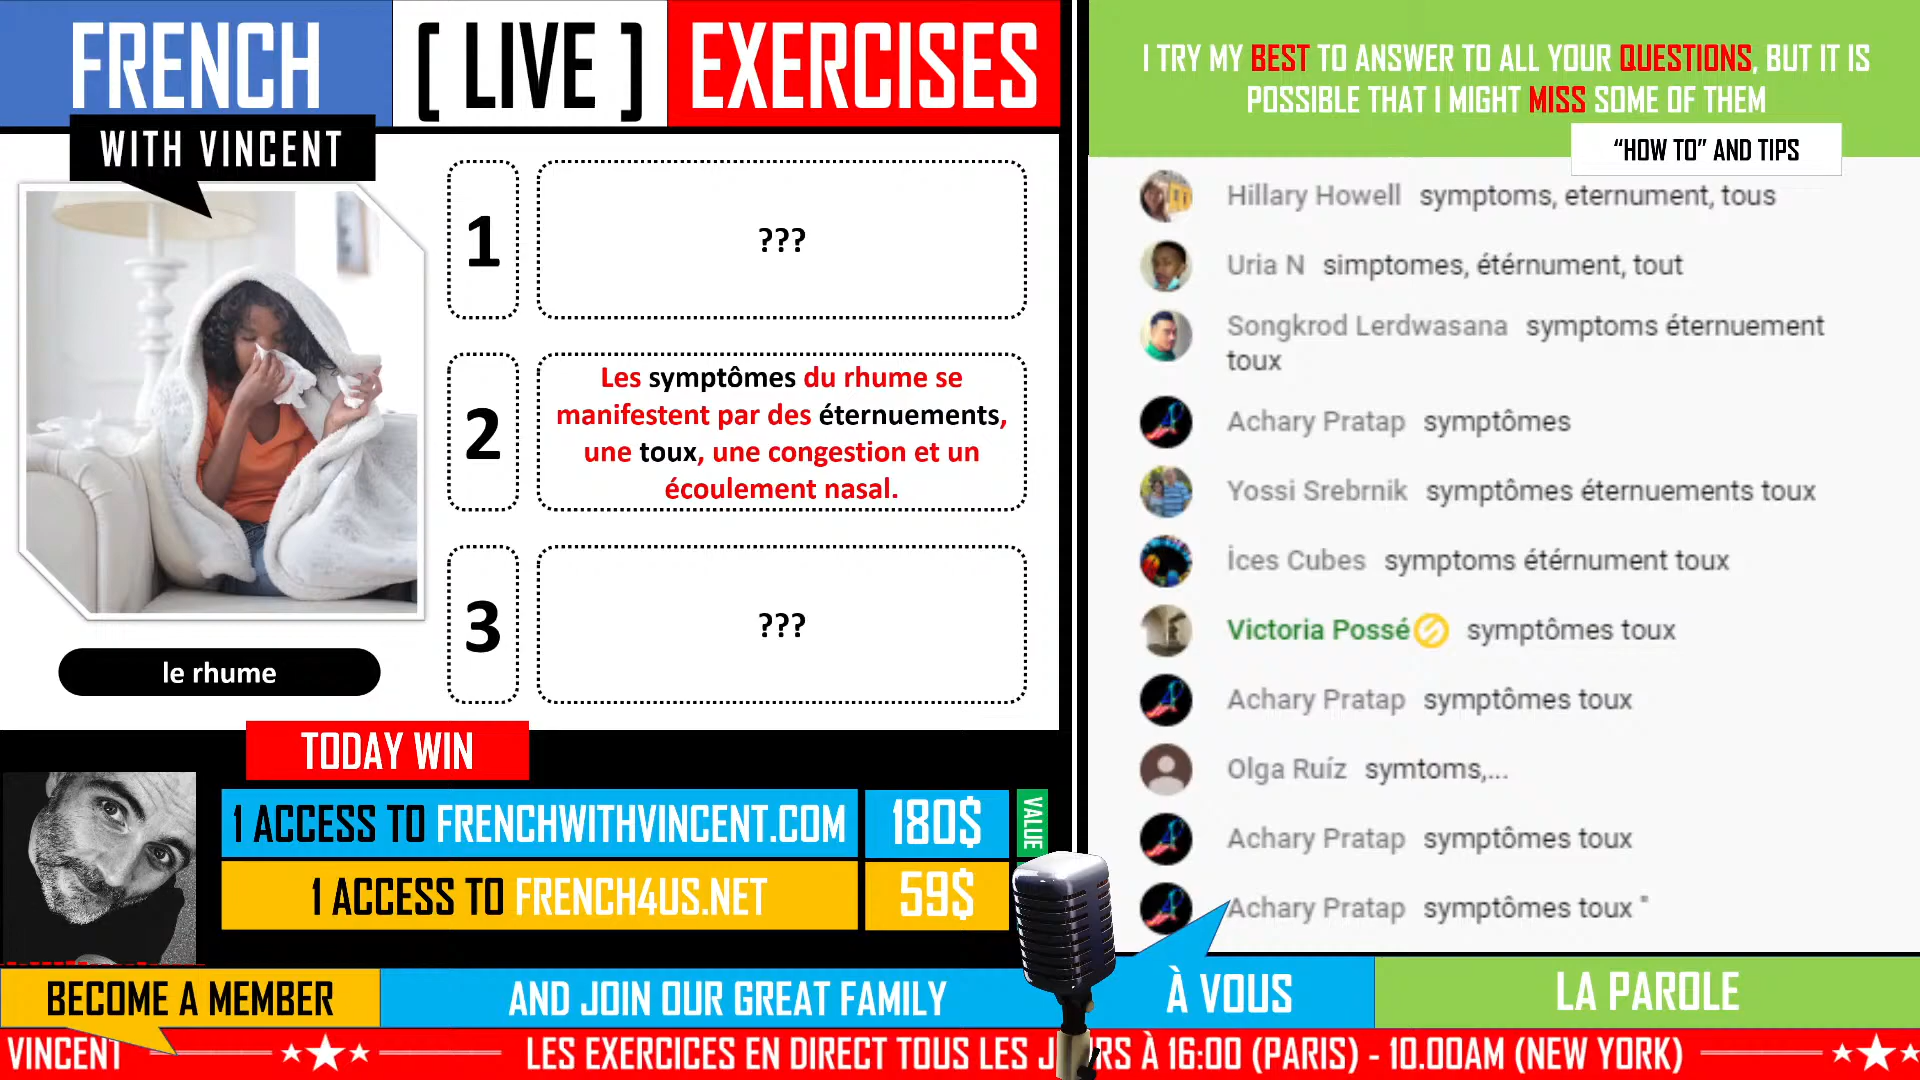 FRENCH
[ LIVE ]
EXERCISES
WITH VINCENT
1
???
2
Les symptômes du rhume se
manifestent par des éternuements,
une toux, une congestion et un
écoulement nasal.
3
???
le rhume
TODAY WIN
1 ACCESS TO FRENCHWITHVINCENT.COM
180$
VALUE
1 ACCESS TO FRENCH4US.NET
59$
BECOME A MEMBER
AND JOIN OUR GREAT FAMILY
I TRY MY BEST TO ANSWER TO ALL YOUR QUESTIONS, BUT IT IS
POSSIBLE THAT I MIGHT MISS SOME OF THEM
“HOW TO” AND TIPS
Hillary Howell symptoms, eternument, tous
Uria N simptomes, étérnument, tout
Songkrod Lerdwasana symptoms éternuement
toux
Achary Pratap symptômes
Yossi Srebrnik symptômes éternuements toux
İces Cubes symptoms étérnument toux
Victoria Possé symptômes toux
Achary Pratap symptômes toux
Olga Ruíz symtoms,...
Achary Pratap symptômes toux
Achary Pratap symptômes toux "
À VOUS
LA PAROLE
VINCENT
LES EXERCICES EN DIRECT TOUS LES J RS À 16:00 (PARIS) - 10.00AM (NEW YORK)